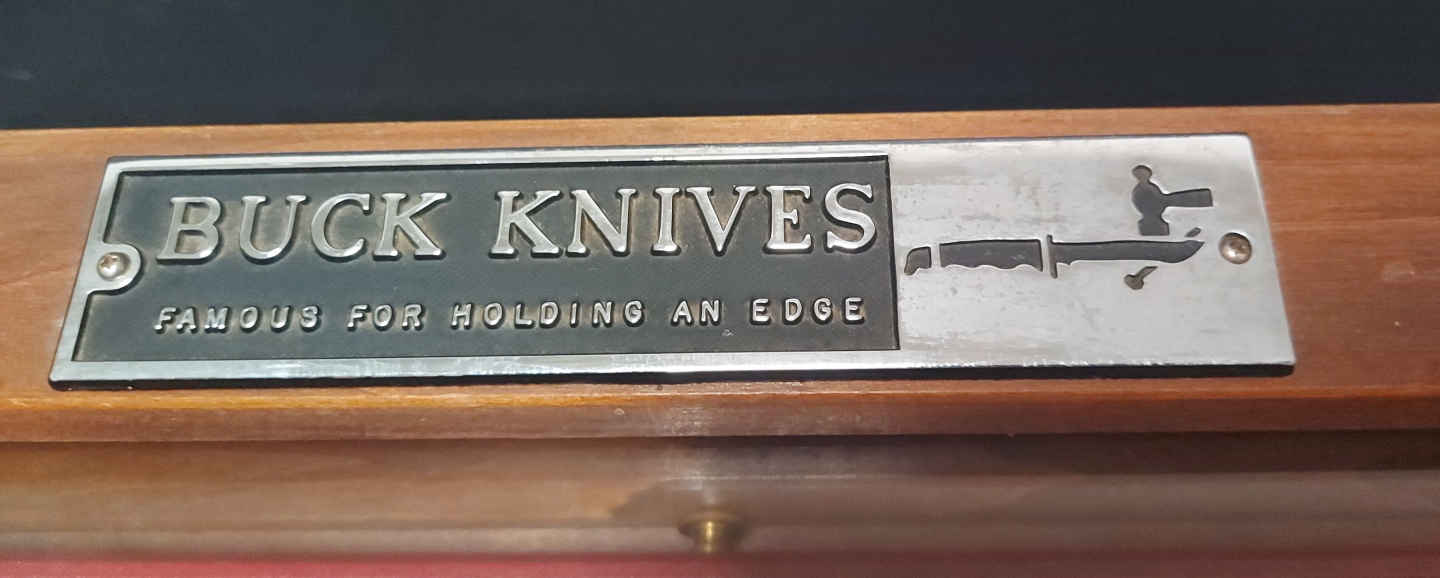 BUCK KNIVES
FAMOUS FOR HOLDING AN EDGE